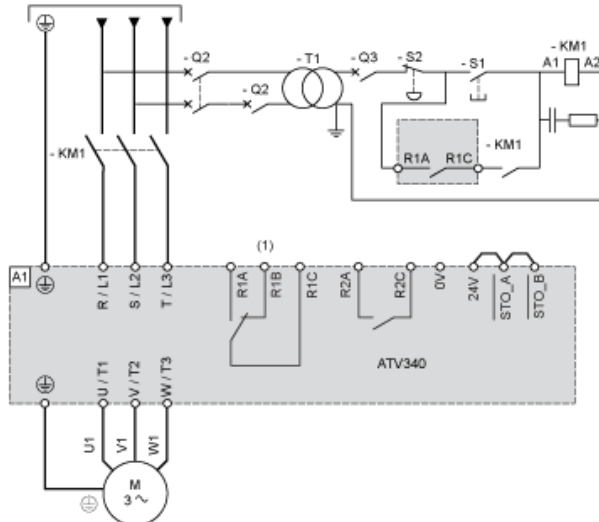 - Q2
- T1
- Q3
- S2
- S1
- KM1
A1
A2
- Q2
- KM1
R1A
R1C
- KM1
(1)
A1
R / L1
S / L2
T / L3
R1A
R1B
R1C
R2A
R2C
0V
24V
STO_A
STO_B
ATV340
U / T1
V / T2
W / T3
U1
V1
W1
M
3 ~